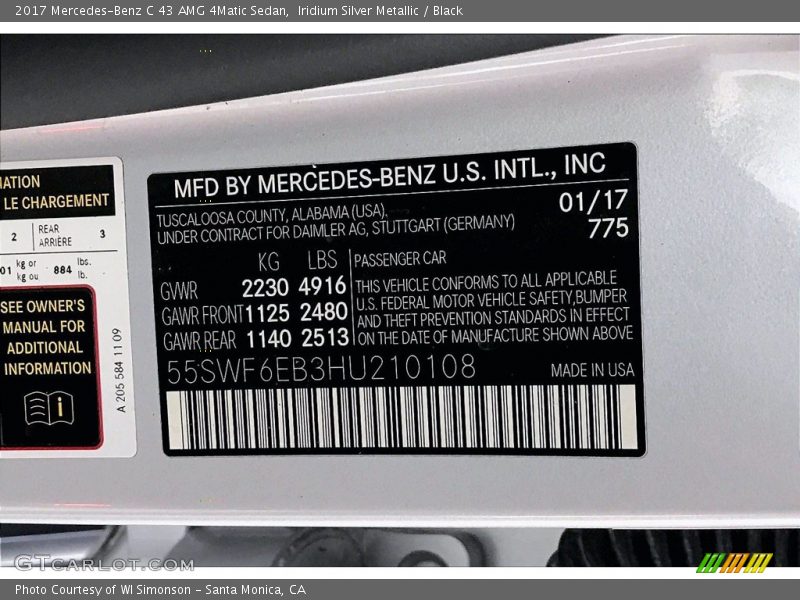 2017 Mercedes-Benz C 43 AMG 4Matic Sedan, Iridium Silver Metallic / Black
LE CHARGEMENT
2 REAR 3
ARRIÈRE
kg or 884 lbs.
kg ou lb.
SEE OWNER'S
MANUAL FOR
ADDITIONAL
INFORMATION
A 205 584 11 09
MFD BY MERCEDES-BENZ U.S. INTL., INC
TUSCALOOSA COUNTY, ALABAMA (USA), 01/17
UNDER CONTRACT FOR DAIMLER AG, STUTTGART (GERMANY) 775
KG LBS PASSENGER CAR
GVWR 2230 4916
GAWR FRONT 1125 2480
GAWR REAR 1140 2513
THIS VEHICLE CONFORMS TO ALL APPLICABLE
U.S. FEDERAL MOTOR VEHICLE SAFETY,BUMPER
AND THEFT PREVENTION STANDARDS IN EFFECT
ON THE DATE OF MANUFACTURE SHOWN ABOVE
55SWF6EB3HU210108 MADE IN USA
GTcarlot.com
Photo Courtesy of WI Simonson - Santa Monica, CA